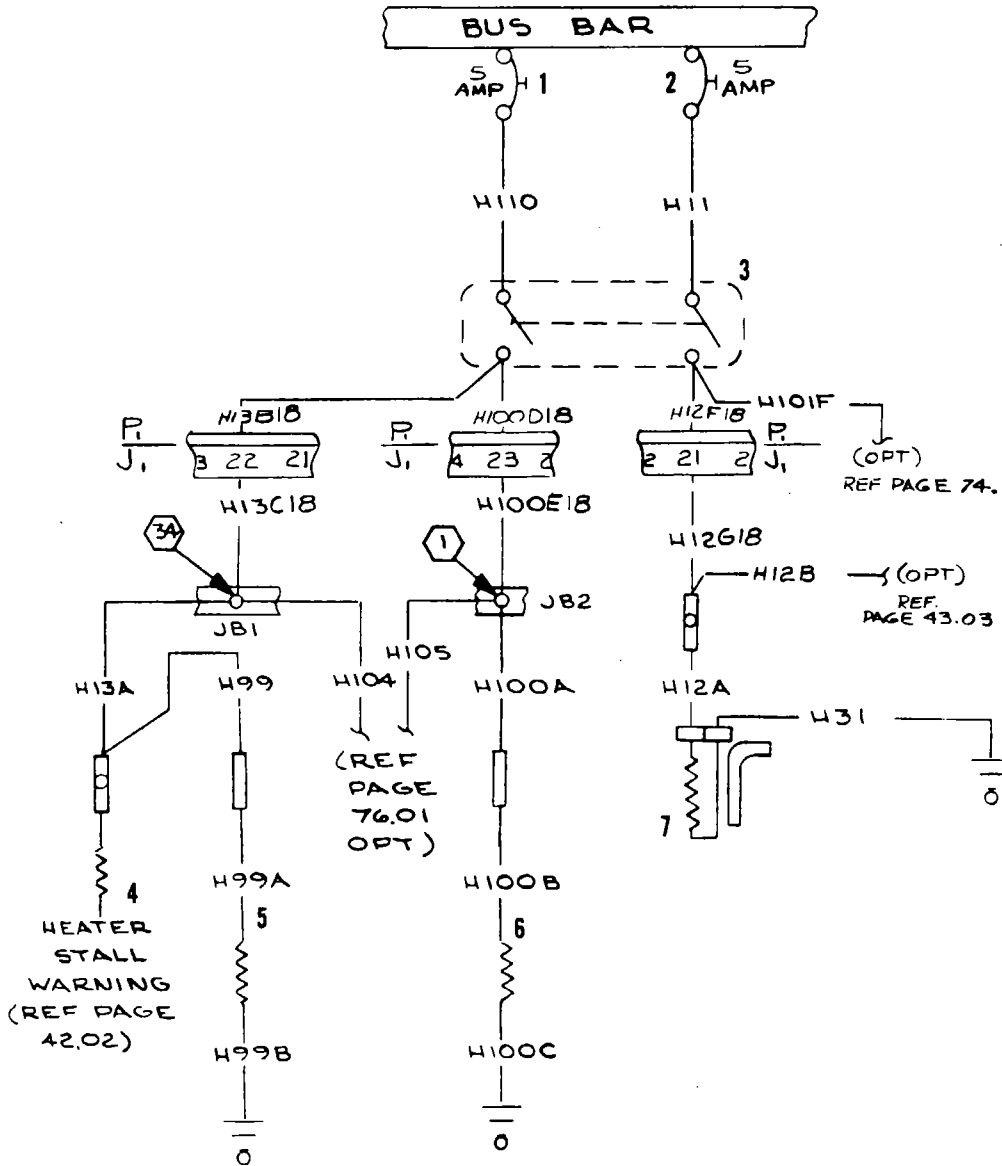 BUS BAR
5
AMP
1
2
5
AMP
H110
H11
3
H13B18
H100D18
H12F18
H101F
P1
J1
3 22 21
P1
J1
4 23 2
2 21 2
P1
J1
(OPT)
REF PAGE 74.
H13C18
H100E18
H12G18
3A
1
H12B
(OPT)
REF.
PAGE 43.03
JB1
JB2
H105
H13A
H99
H104
H100A
H12A
H31
(REF
PAGE
76.01
OPT)
7
H99A
H100B
4
5
6
HEATER
STALL
WARNING
(REF PAGE
42.02)
H99B
H100C